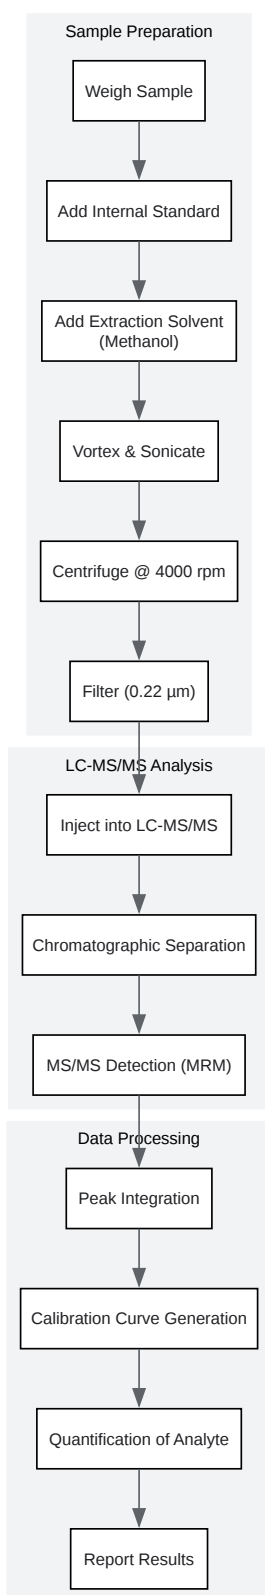 Sample Preparation
Weigh Sample
Add Internal Standard
Add Extraction Solvent
(Methanol)
Vortex & Sonicate
Centrifuge @ 4000 rpm
Filter (0.22 µm)
LC-MS/MS Analysis
Inject into LC-MS/MS
Chromatographic Separation
MS/MS Detection (MRM)
Data Processing
Peak Integration
Calibration Curve Generation
Quantification of Analyte
Report Results